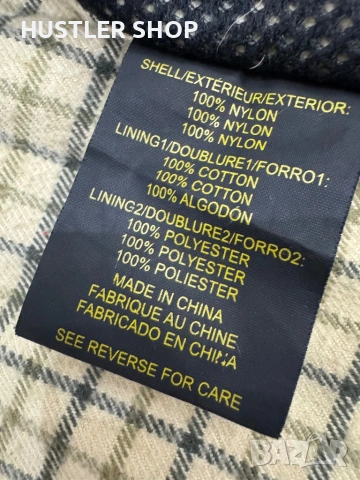 HUSTLER SHOP
SHELL/EXTÉRIEUR/EXTERIOR:
100% NYLON
100% NYLON
100% NYLON
LINING1/DOUBLURE1/FORRO1:
100% COTTON
100% COTON
100% ALGODÓN
LINING2/DOUBLURE2/FORRO2:
100% POLYESTER
100% POLYESTER
100% POLIESTER
MADE IN CHINA
FABRIQUE AU CHINE
FABRICADO EN CHINA
SEE REVERSE FOR CARE
BAZAR